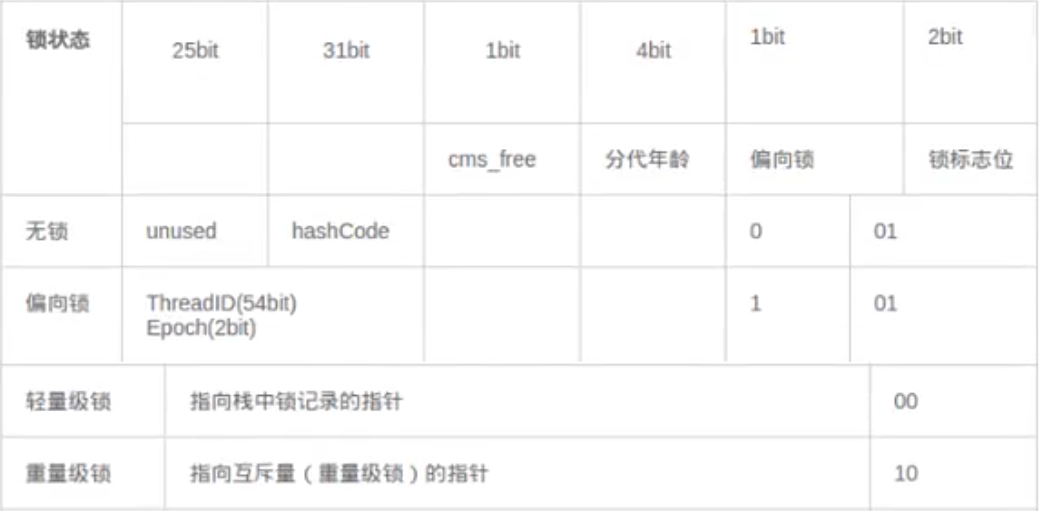 锁状态 25bit 31bit 1bit 4bit 1bit 2bit
cms_free 分代年龄 偏向锁 锁标志位
无锁 unused hashCode 0 01
偏向锁 ThreadID(54bit) 1 01
Epoch(2bit)
轻量级锁 指向栈中锁记录的指针 00
重量级锁 指向互斥量（重量级锁）的指针 10